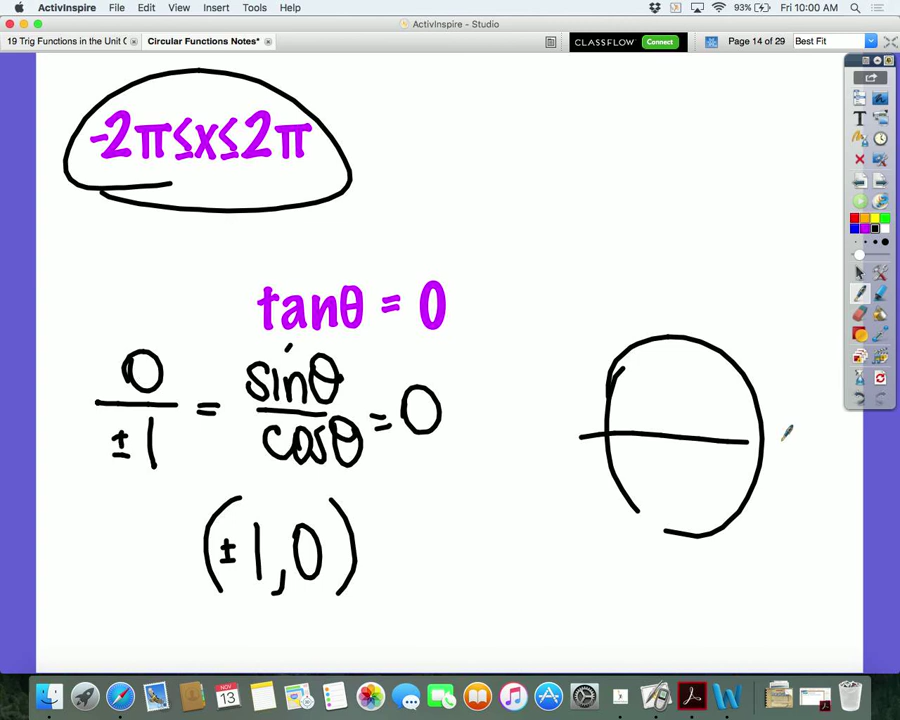 ActivInspire File Edit View Insert Tools Help 93% Fri 10:00 AM
ActivInspire - Studio
19 Trig Functions in the Unit C Circular Functions Notes* CLASSFLOW Connect Page 14 of 29 Best Fit
-2π≤x≤2π
tanθ = 0
0/±1 = sinθ/cosθ = 0
(±1,0)
NOV
13